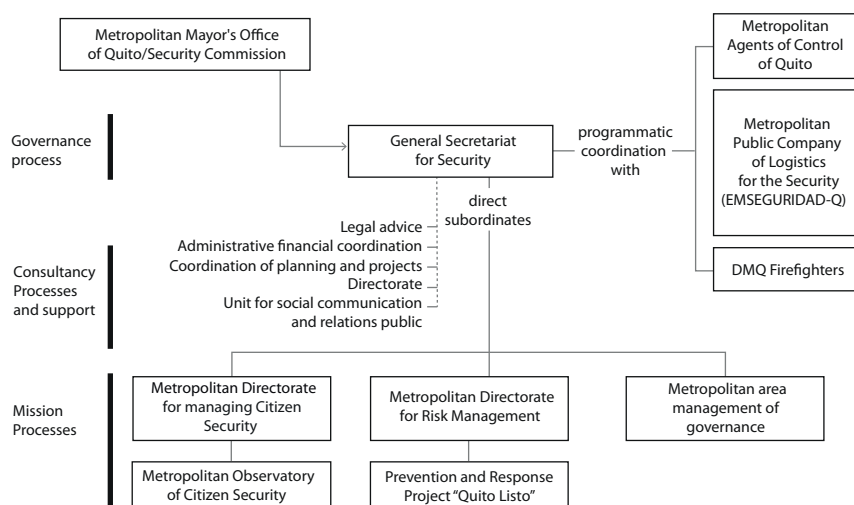 Metropolitan Mayor's Office
of Quito/Security Commission
Metropolitan
Agents of Control
of Quito
Governance
process
General Secretariat
for Security
programmatic
coordination
with
Metropolitan
Public Company
of Logistics
for the Security
(EMSEGURIDAD-Q)
direct
subordinates
Legal advice
Administrative financial coordination
Coordination of planning and projects
Directorate
Unit for social communication
and relations public
Consultancy
Processes
and support
DMQ Firefighters
Mission
Processes
Metropolitan Directorate
for managing Citizen
Security
Metropolitan Directorate
for Risk Management
Metropolitan area
management of
governance
Metropolitan Observatory
of Citizen Security
Prevention and Response
Project “Quito Listo”